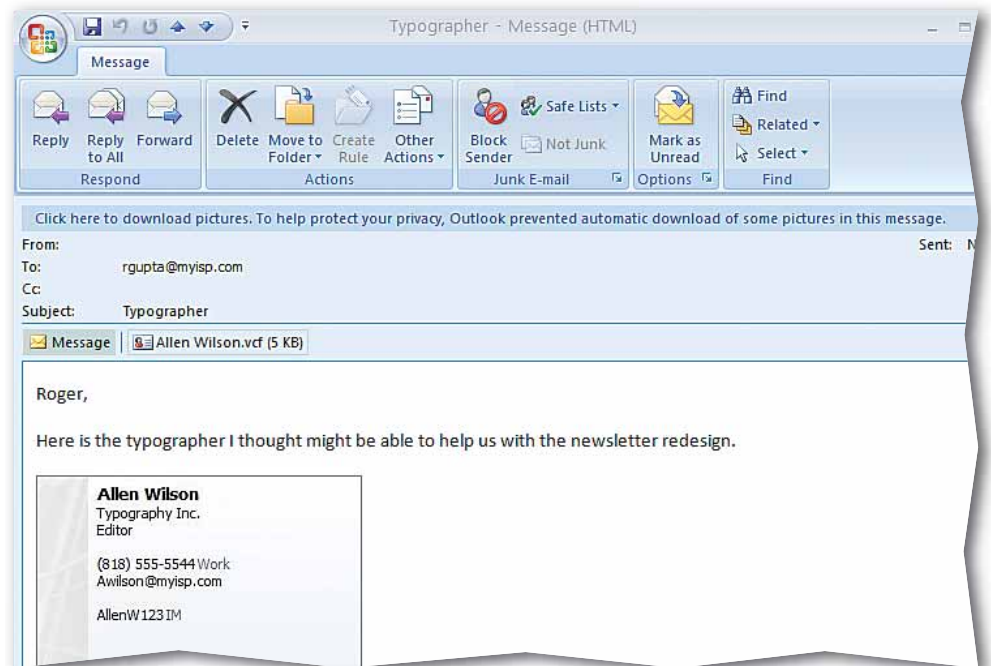 Typographer - Message (HTML)
Message
Reply
Reply to All
Forward
Respond
Delete
Move to Folder
Create Rule
Other Actions
Actions
Block Sender
Safe Lists
Not Junk
Junk E-mail
Mark as Unread
Options
Find
Related
Select
Find
Click here to download pictures. To help protect your privacy, Outlook prevented automatic download of some pictures in this message.
From:
Sent:
To: rgupta@myisp.com
Cc:
Subject: Typographer
Message
Allen Wilson.vcf (5 KB)
Roger,
Here is the typographer I thought might be able to help us with the newsletter redesign.
Allen Wilson
Typography Inc.
Editor
(818) 555-5544 Work
Awilson@myisp.com
AllenW123 IM